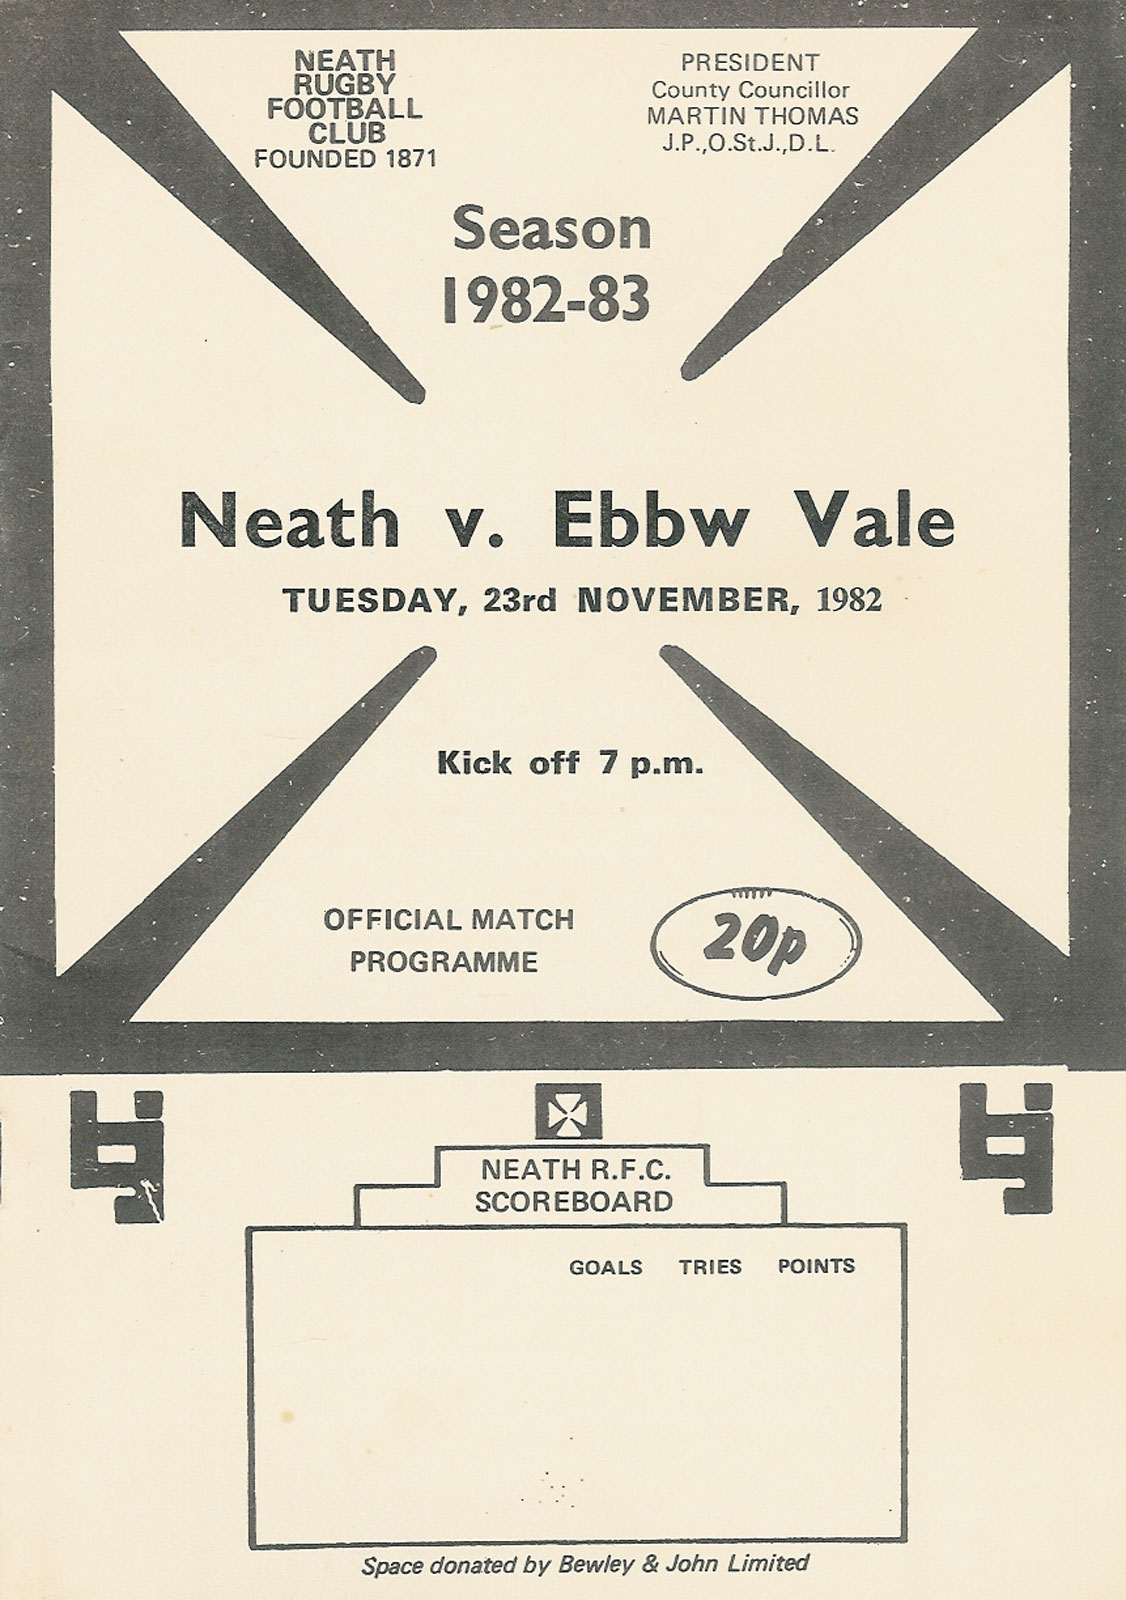 NEATH
RUGBY
FOOTBALL
CLUB
FOUNDED 1871
PRESIDENT
County Councillor
MARTIN THOMAS
J.P.,O.St.J.,D.L.
Season
1982-83
Neath v. Ebbw Vale
TUESDAY, 23rd NOVEMBER, 1982
Kick off 7 p.m.
OFFICIAL MATCH
PROGRAMME
20p
NEATH R.F.C.
SCOREBOARD
GOALS TRIES POINTS
Space donated by Bewley & John Limited